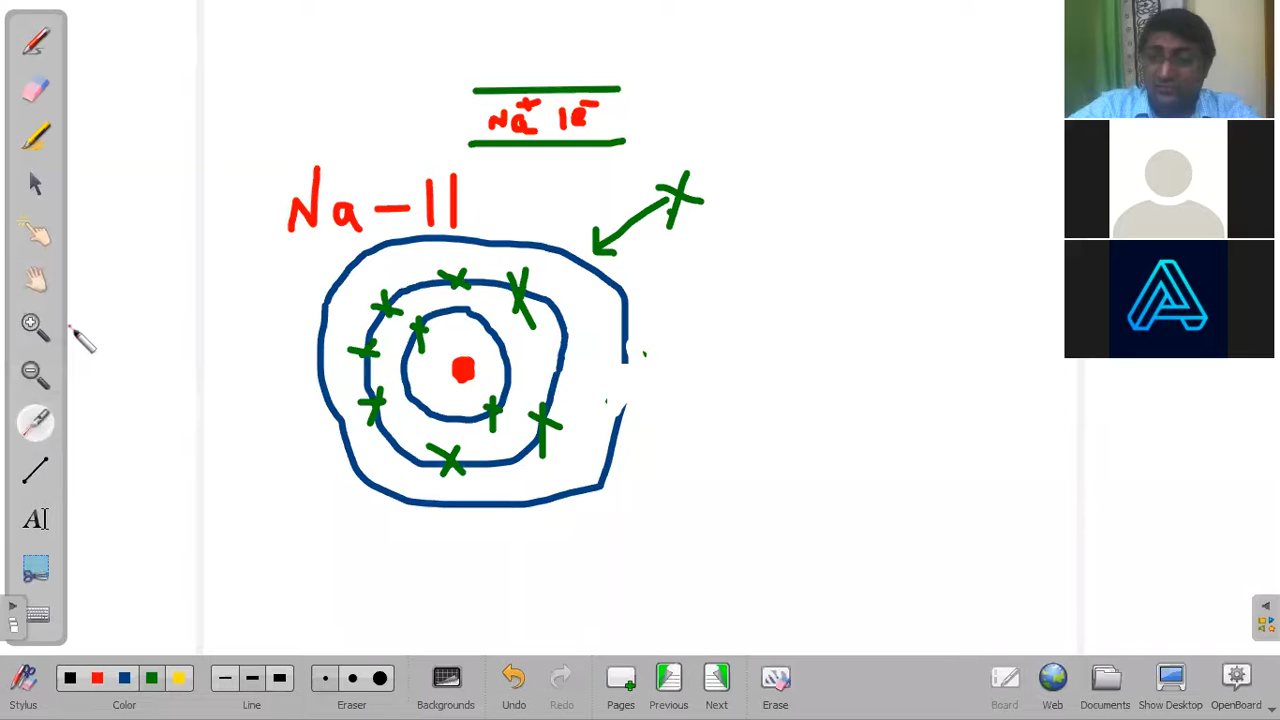 Na⁺ 1e⁻
Na-11
A
Stylus
Color
Line
Eraser
Backgrounds
Undo
Redo
Pages
Previous
Next
Erase
Board
Web
Documents
Show Desktop
OpenBoard